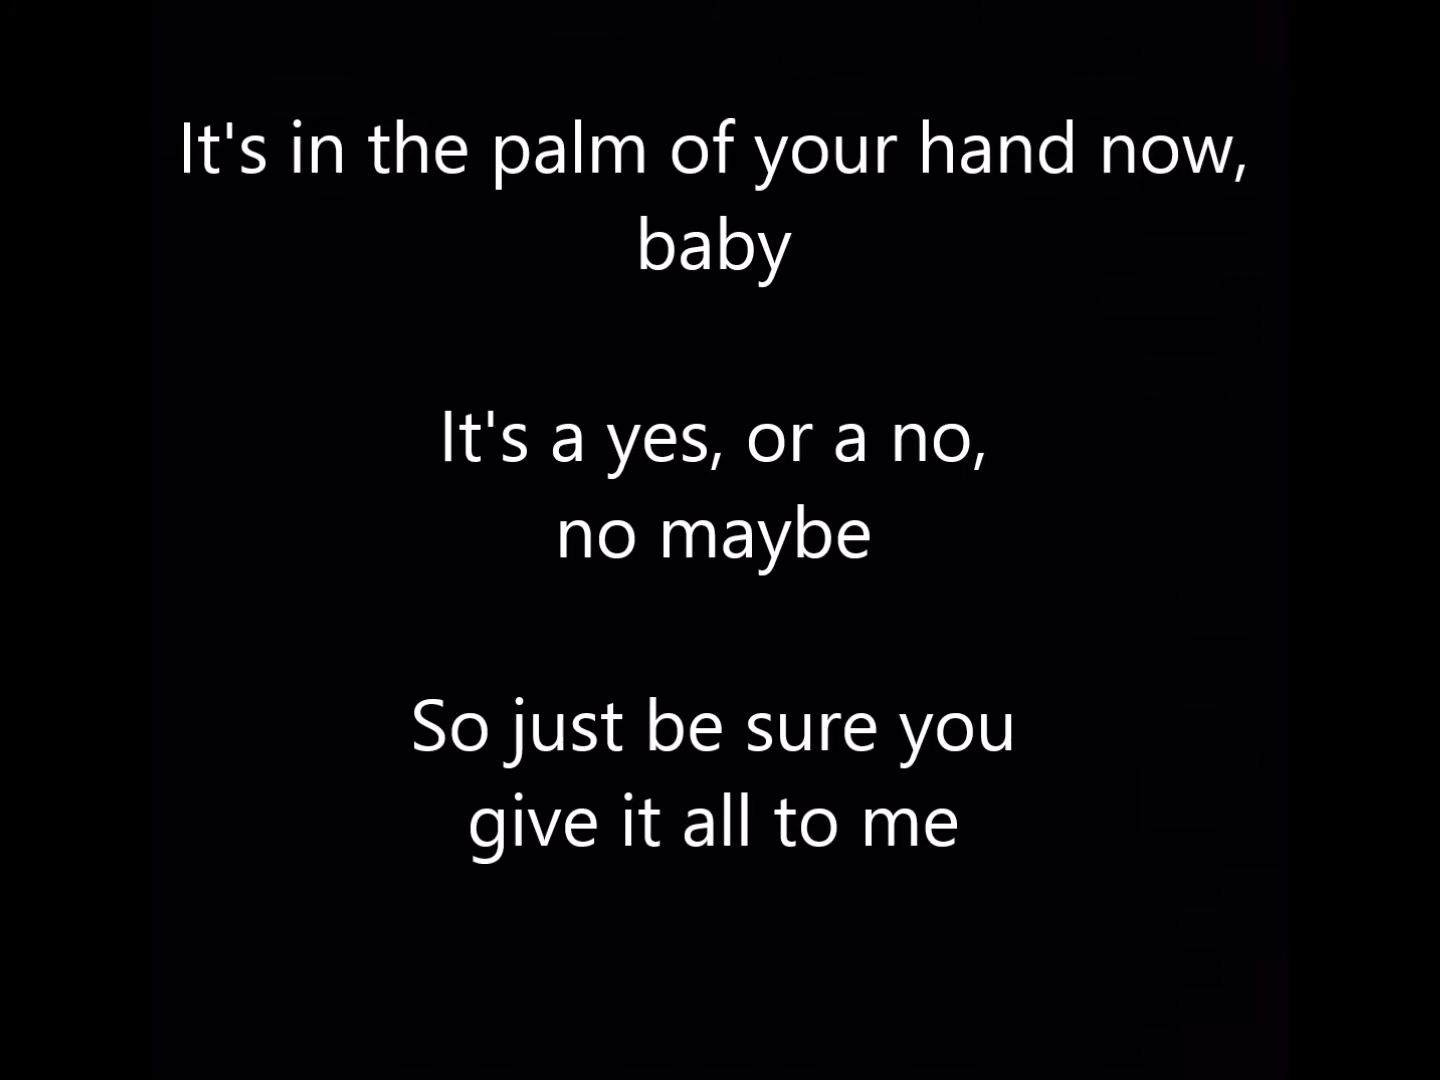 It's in the palm of your hand now,
baby
It's a yes, or a no,
no maybe
So just be sure you
give it all to me